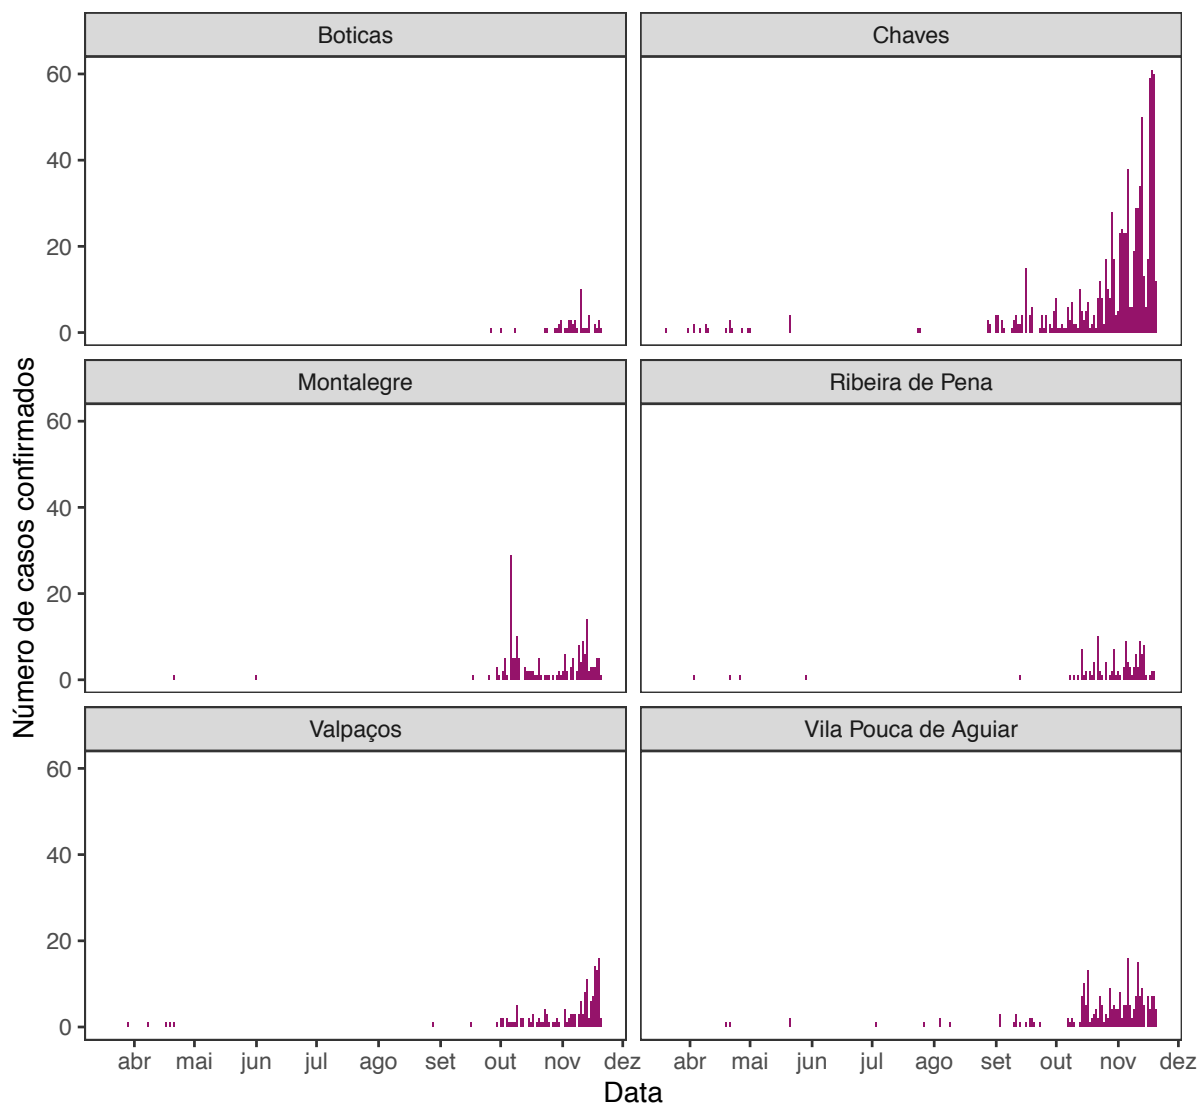 Boticas
Chaves
60
40
20
0
Montalegre
Ribeira de Pena
60
40
20
0
Valpaços
Vila Pouca de Aguiar
60
40
20
0
abr mai jun jul ago set out nov dez
abr mai jun jul ago set out nov dez
Data
Número de casos confirmados